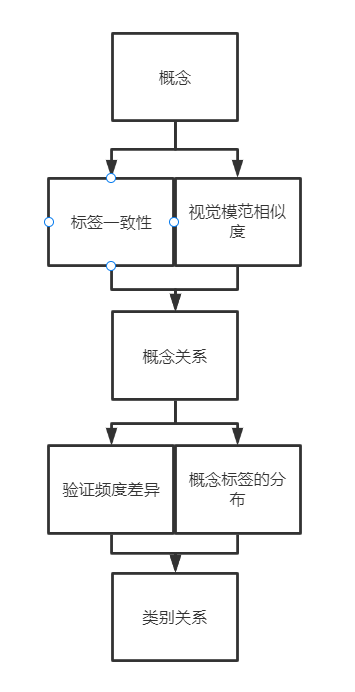 概念
标签一致性
视觉模范相似
度
概念关系
验证频度差异
概念标签的分
布
类别关系